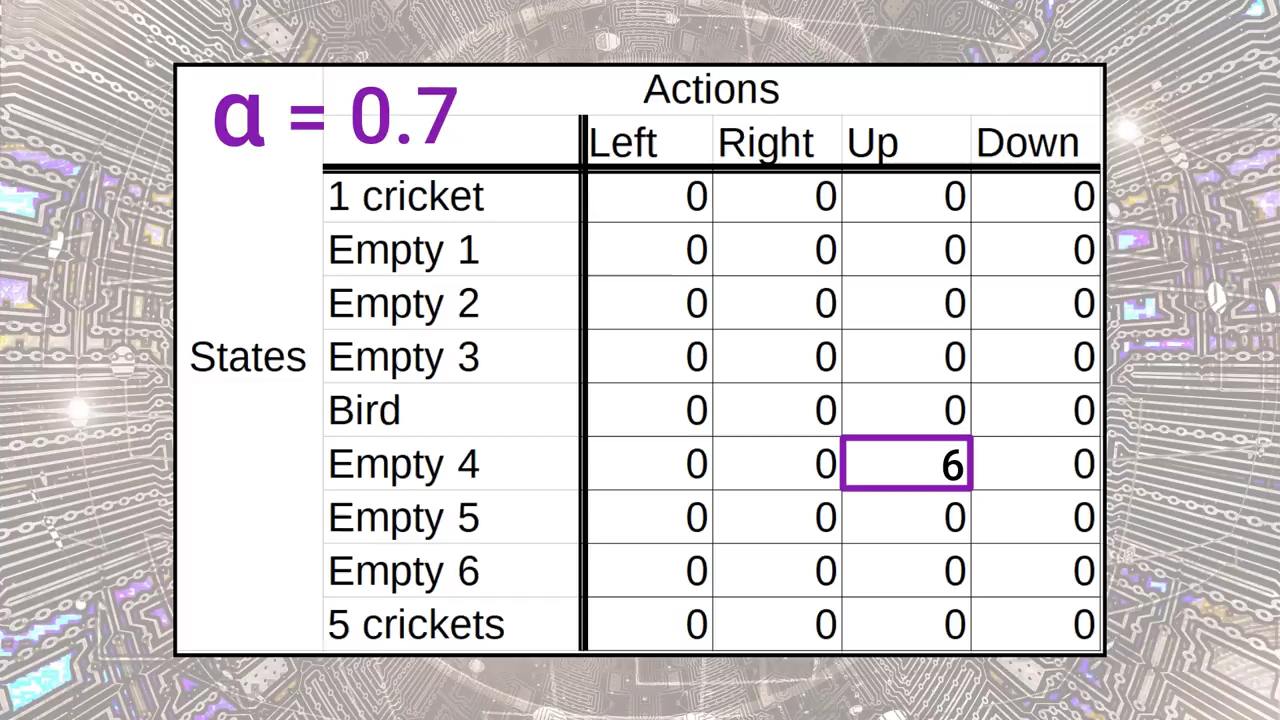 α = 0.7
Actions
Left Right Up Down
1 cricket 0 0 0 0
Empty 1 0 0 0 0
Empty 2 0 0 0 0
States Empty 3 0 0 0 0
Bird 0 0 0 0
Empty 4 0 0 6 0
Empty 5 0 0 0 0
Empty 6 0 0 0 0
5 crickets 0 0 0 0